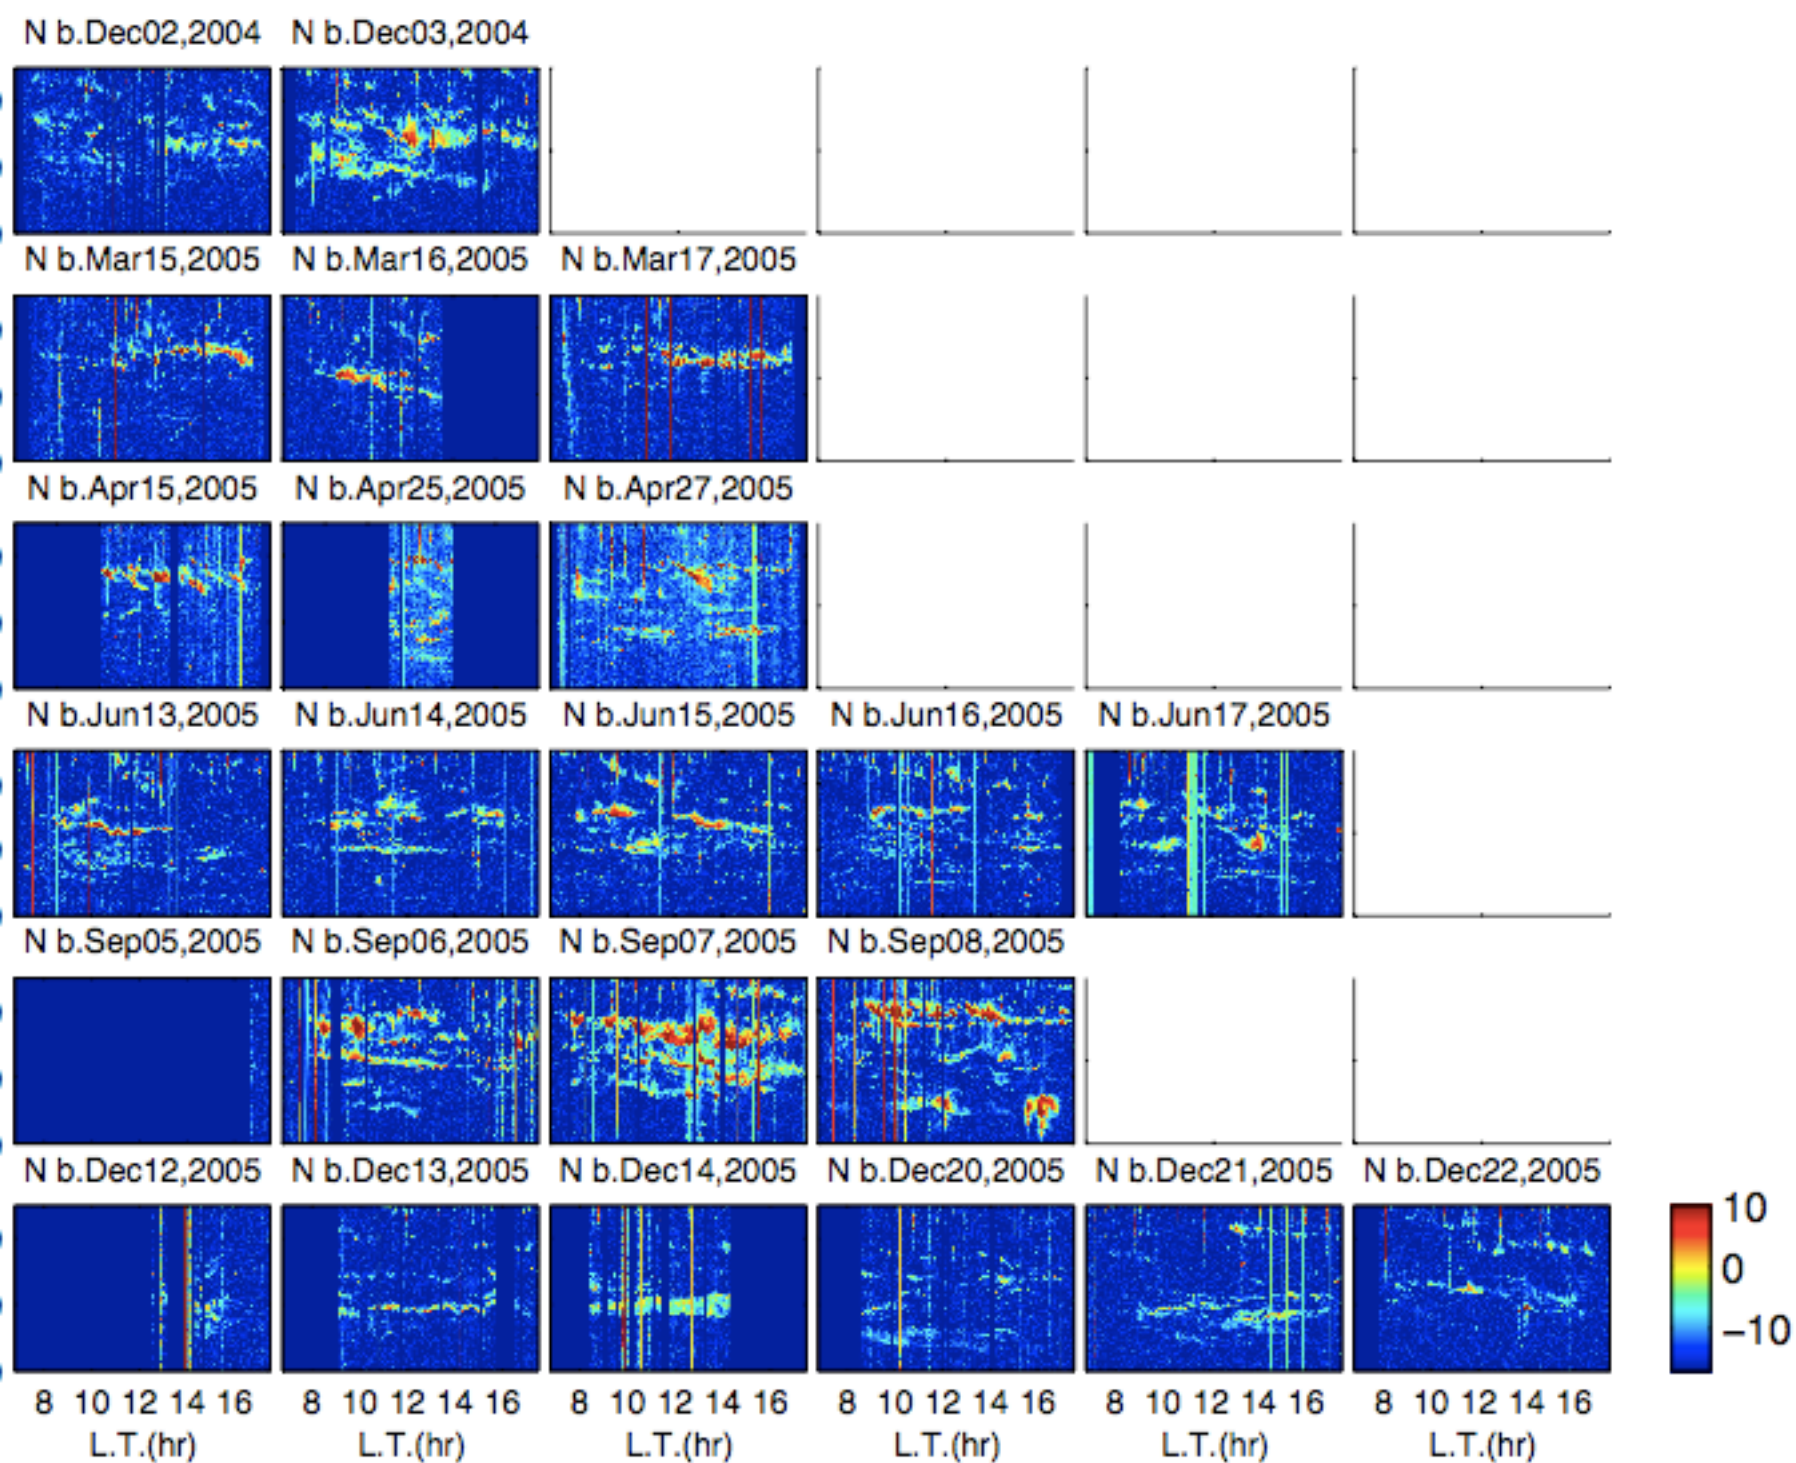 N b.Dec02,2004 N b.Dec03,2004
N b.Mar15,2005 N b.Mar16,2005 N b.Mar17,2005
N b.Apr15,2005 N b.Apr25,2005 N b.Apr27,2005
N b.Jun13,2005 N b.Jun14,2005 N b.Jun15,2005 N b.Jun16,2005 N b.Jun17,2005
N b.Sep05,2005 N b.Sep06,2005 N b.Sep07,2005 N b.Sep08,2005
N b.Dec12,2005 N b.Dec13,2005 N b.Dec14,2005 N b.Dec20,2005 N b.Dec21,2005 N b.Dec22,2005
10
0
−10
8 10 12 14 16 8 10 12 14 16 8 10 12 14 16 8 10 12 14 16 8 10 12 14 16 8 10 12 14 16
L.T.(hr) L.T.(hr) L.T.(hr) L.T.(hr) L.T.(hr) L.T.(hr)